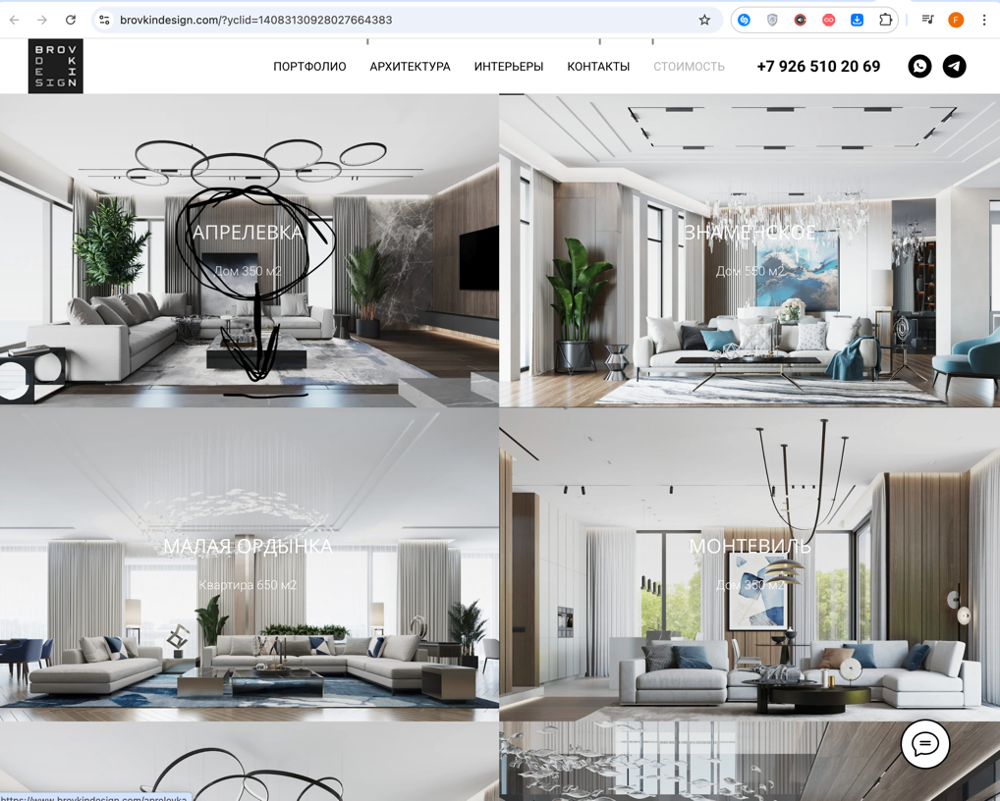 brovkindesign.com/?yclid=14083130928027664383
F
BROV
D K
E I
SIGN
ПОРТФОЛИО АРХИТЕКТУРА ИНТЕРЬЕРЫ КОНТАКТЫ СТОИМОСТЬ +7 926 510 20 69
АПРЕЛЕВКА
Дом 350 м2
ЗНАМЕНСКОЕ
Дом 550 м2
МАЛАЯ ОРДЫНКА
Квартира 650 м2
МОНТЕВИЛЬ
Дом 350 м2
https://www.brovkindesign.com/aprelevka